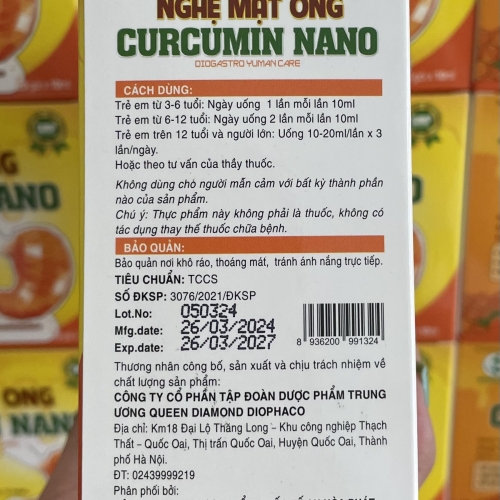 NGHỆ MẬT ONG
CURCUMIN NANO
DIOGASTRO YUMAN CARE
CÁCH DÙNG:
Trẻ em từ 3-6 tuổi: Ngày uống 1 lần mỗi lần 10ml
Trẻ em từ 6-12 tuổi: Ngày uống 2 lần mỗi lần 10ml
Trẻ em trên 12 tuổi và người lớn: Uống 10-20ml/lần x 3
lần/ngày.
Hoặc theo tư vấn của thầy thuốc.
Không dùng cho người mẫn cảm với bất kỳ thành phần
nào của sản phẩm.
Chú ý: Thực phẩm này không phải là thuốc, không có
tác dụng thay thế thuốc chữa bệnh.
BẢO QUẢN:
Bảo quản nơi khô ráo, thoáng mát, tránh ánh nắng trực tiếp.
TIÊU CHUẨN: TCCS
SỐ ĐKSP: 3076/2021/ĐKSP
Lot.No: 050324
Mfg.date: 26/03/2024
Exp.date: 26/03/2027
8 936200 991324
Thương nhân công bố, sản xuất và chịu trách nhiệm về
chất lượng sản phẩm:
CÔNG TY CỔ PHẦN TẬP ĐOÀN DƯỢC PHẨM TRUNG
ƯƠNG QUEEN DIAMOND DIOPHACO
Địa chỉ: Km18 Đại Lộ Thăng Long - Khu công nghiệp Thạch
Thất - Quốc Oai, Thị trấn Quốc Oai, Huyện Quốc Oai, Thành
phố Hà Nội.
ĐT: 02439999219
Phân phối bởi:
ONG
NANO
ONG
N NANO
NANO